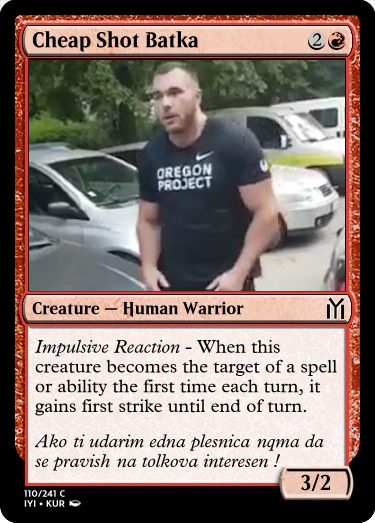 Cheap Shot Batka
2
OREGON
PROJECT
Creature — Human Warrior
Impulsive Reaction - When this
creature becomes the target of a spell
or ability the first time each turn, it
gains first strike until end of turn.
Ako ti udarim edna plesnica nqma da
se pravish na tolkova interesen !
3/2
110/241 C
IYI • KUR